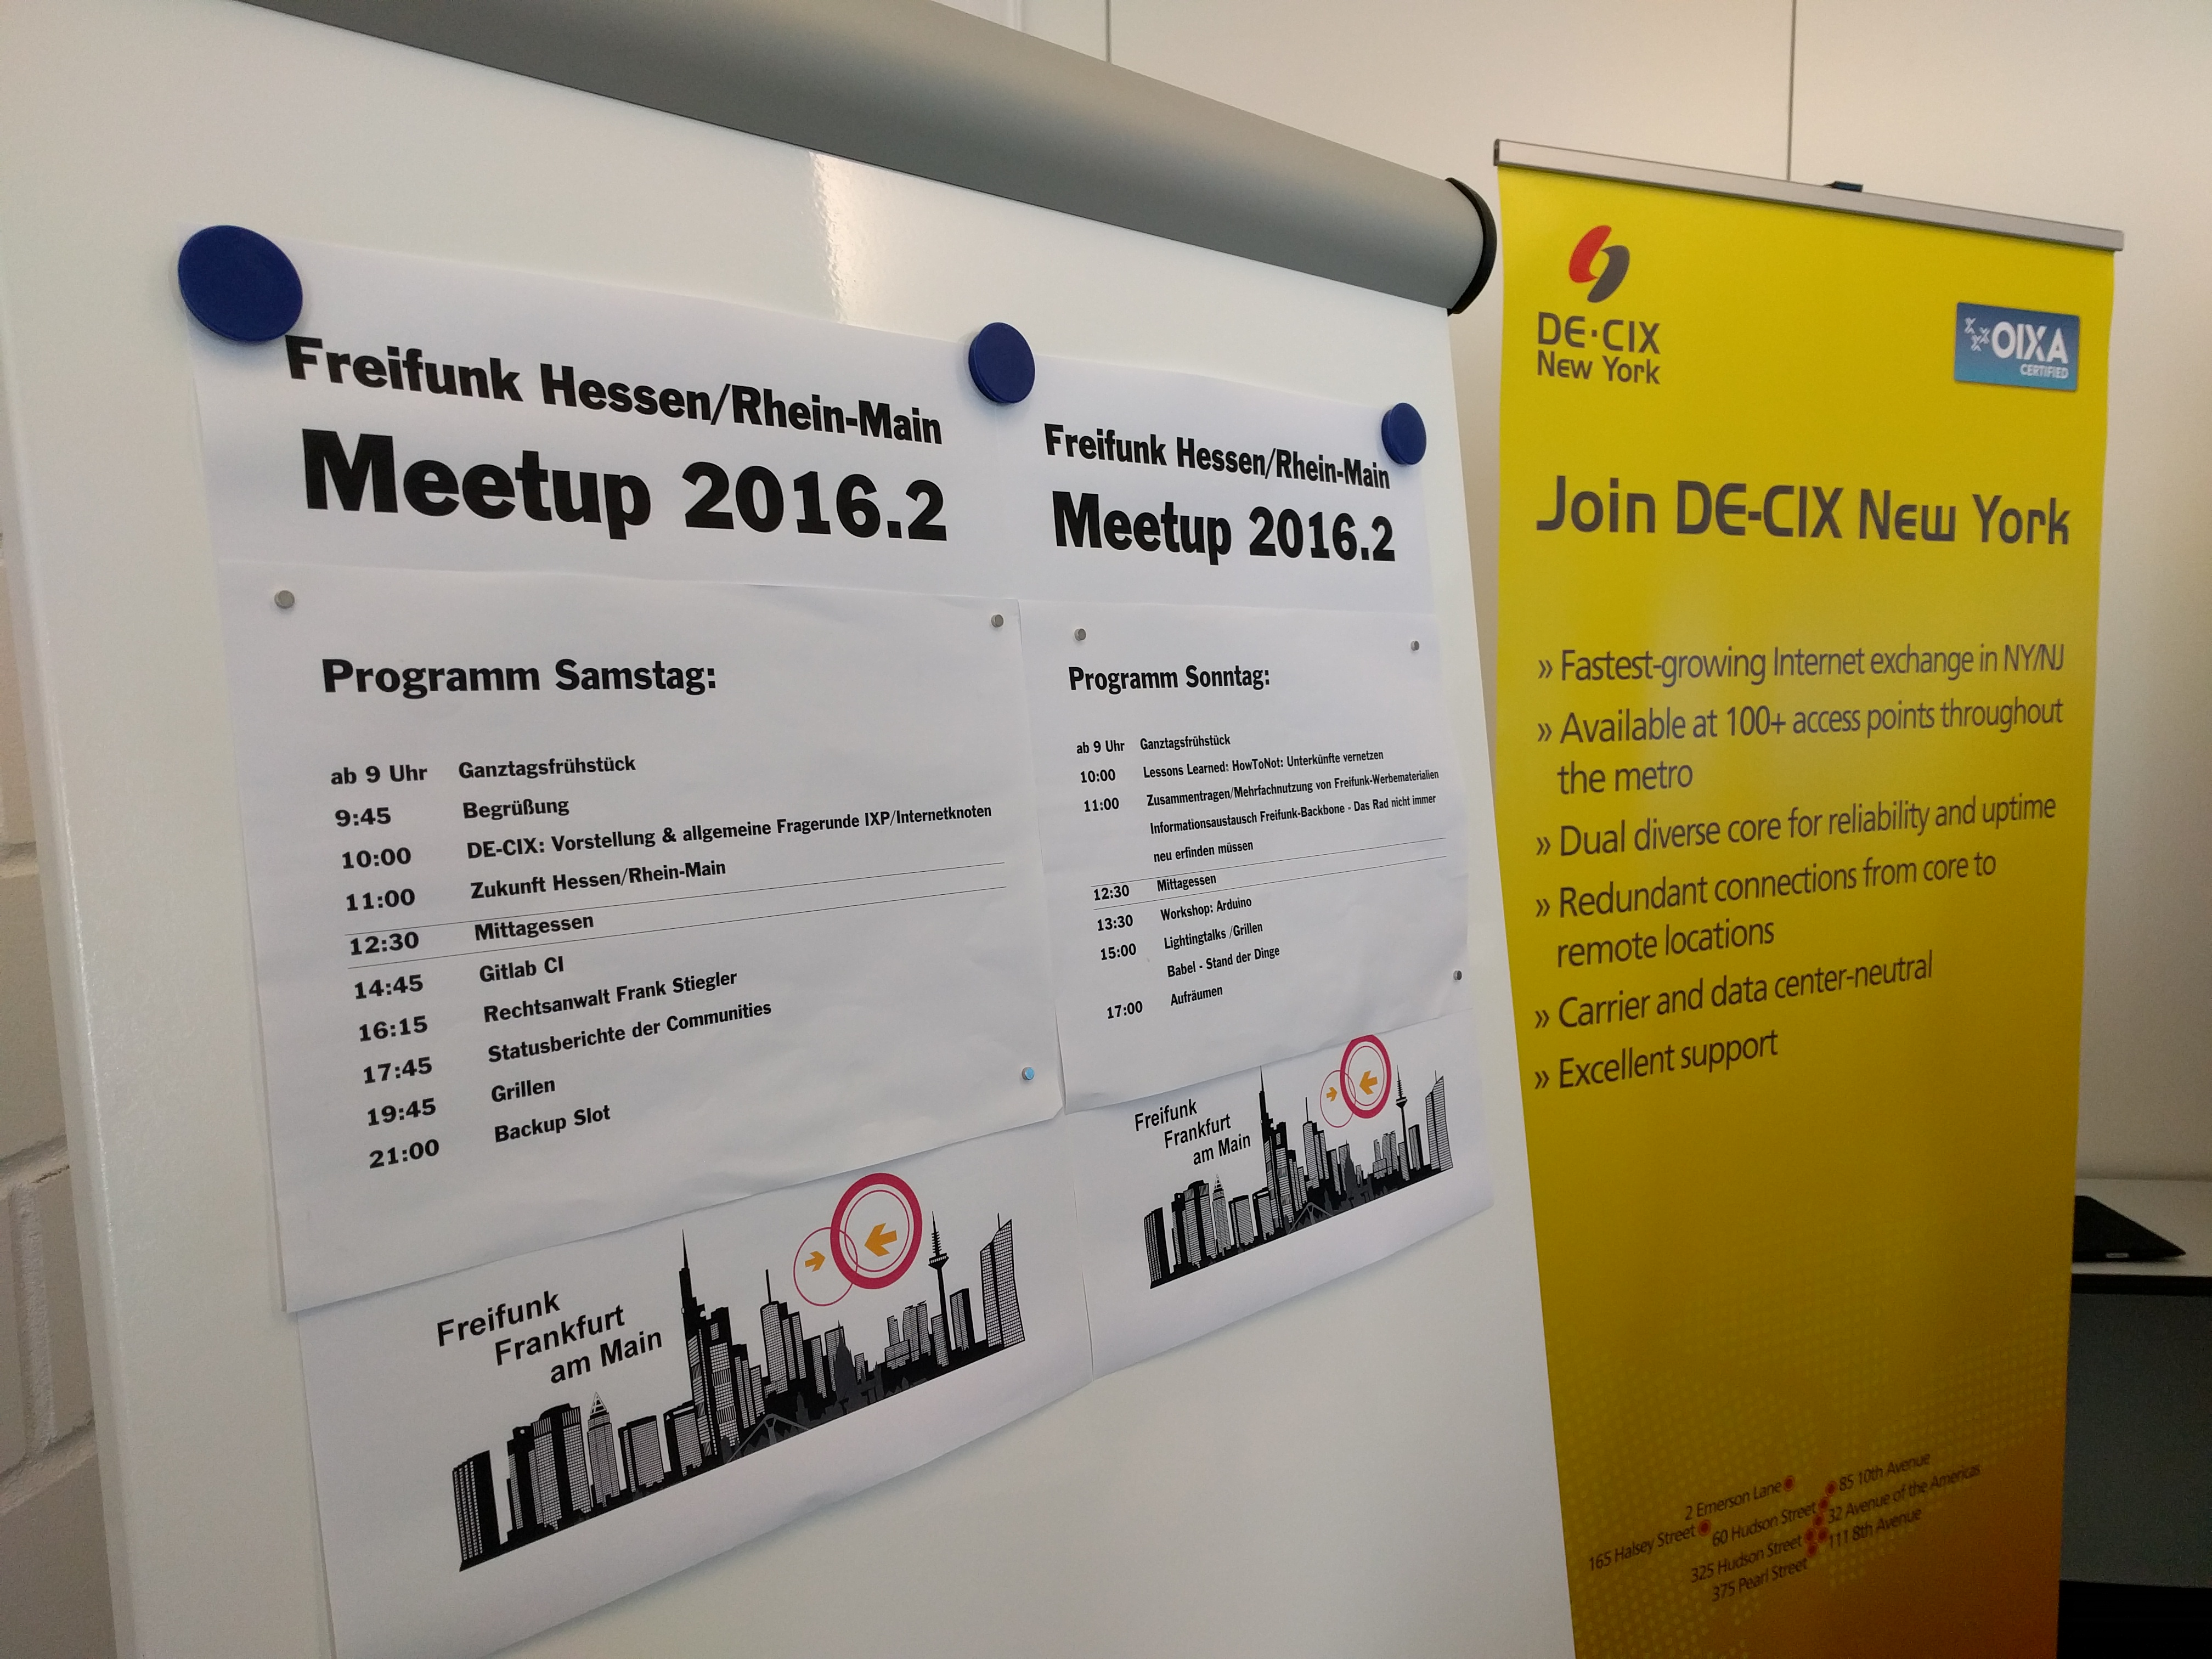 Freifunk Hessen/Rhein-Main
Meetup 2016.2
Programm Samstag:
ab 9 Uhr Ganztagsfrühstück
9:45 Begrüßung
10:00 DE-CIX: Vorstellung & allgemeine Fragerunde IXP/Internetknoten
11:00 Zukunft Hessen/Rhein-Main
12:30 Mittagessen
14:45 Gitlab CI
16:15 Rechtsanwalt Frank Stiegler
17:45 Statusberichte der Communities
19:45 Grillen
21:00 Backup Slot
Freifunk
Frankfurt
am Main
Freifunk Hessen/Rhein-Main
Meetup 2016.2
Programm Sonntag:
ab 9 Uhr Ganztagsfrühstück
10:00 Lessons Learned: HowToNot: Unterkünfte vernetzen
11:00 Zusammentragen/Mehrfachnutzung von Freifunk-Werbematerialien
Informationsaustausch Freifunk-Backbone - Das Rad nicht immer
neu erfinden müssen
12:30 Mittagessen
13:30 Workshop: Arduino
15:00 Lightingtalks /Grillen
Babel - Stand der Dinge
17:00 Aufräumen
Freifunk
Frankfurt
am Main
DE-CIX
New York
OIXA
CERTIFIED
Join DE-CIX New York
» Fastest-growing Internet exchange in NY/NJ
» Available at 100+ access points throughout
the metro
» Dual diverse core for reliability and uptime
» Redundant connections from core to
remote locations
» Carrier and data center-neutral
» Excellent support
2 Emerson Lane
85 10th Avenue
165 Halsey Street
60 Hudson Street
32 Avenue of the Americas
325 Hudson Street
111 8th Avenue
375 Pearl Street